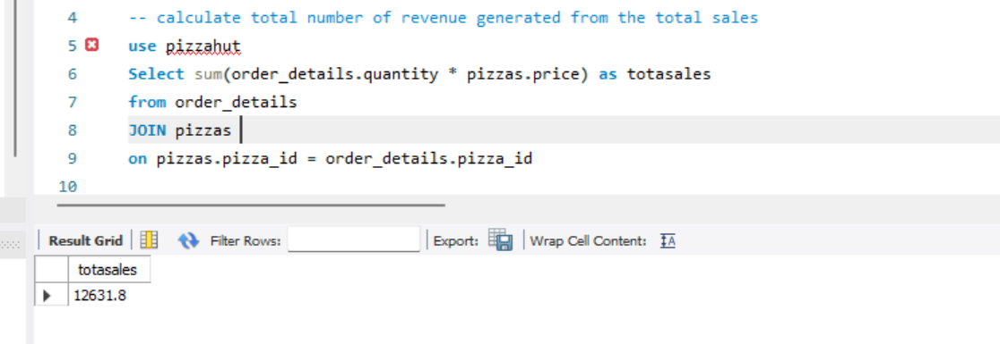 4 -- calculate total number of revenue generated from the total sales
5 use pizzahut
6 Select sum(order_details.quantity * pizzas.price) as totasales
7 from order_details
8 JOIN pizzas
9 on pizzas.pizza_id = order_details.pizza_id
10
Result Grid Filter Rows: Export: Wrap Cell Content: IA
totasales
12631.8